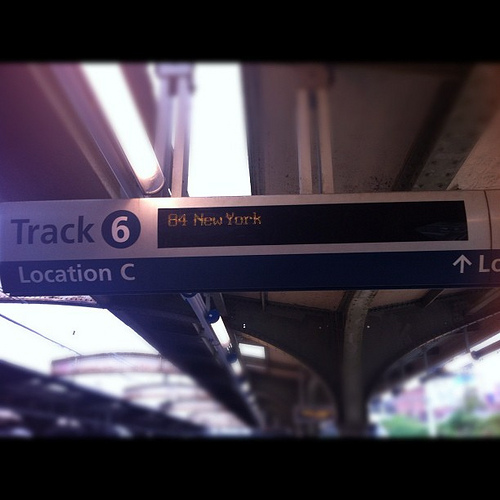 Track 6
84 New York
Location C
↑ Lo